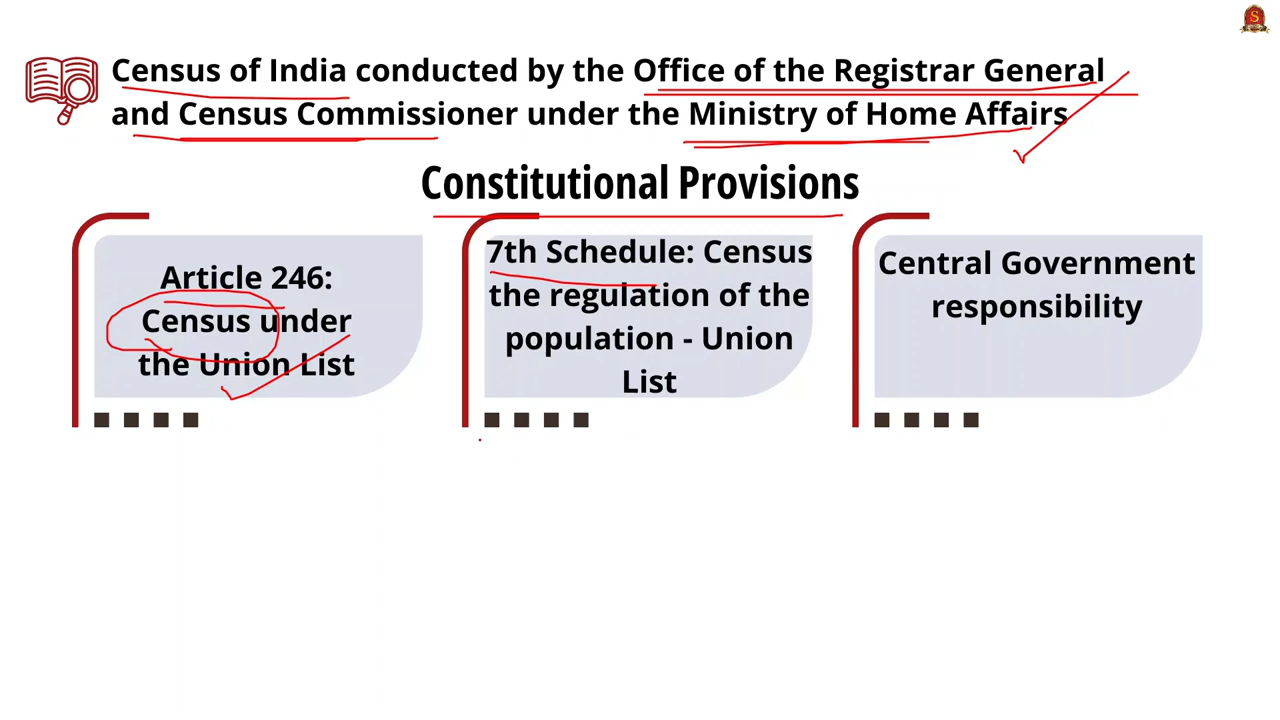 Census of India conducted by the Office of the Registrar General
and Census Commissioner under the Ministry of Home Affairs
Constitutional Provisions
Article 246:
Census under
the Union List
7th Schedule: Census
the regulation of the
population - Union
List
Central Government
responsibility